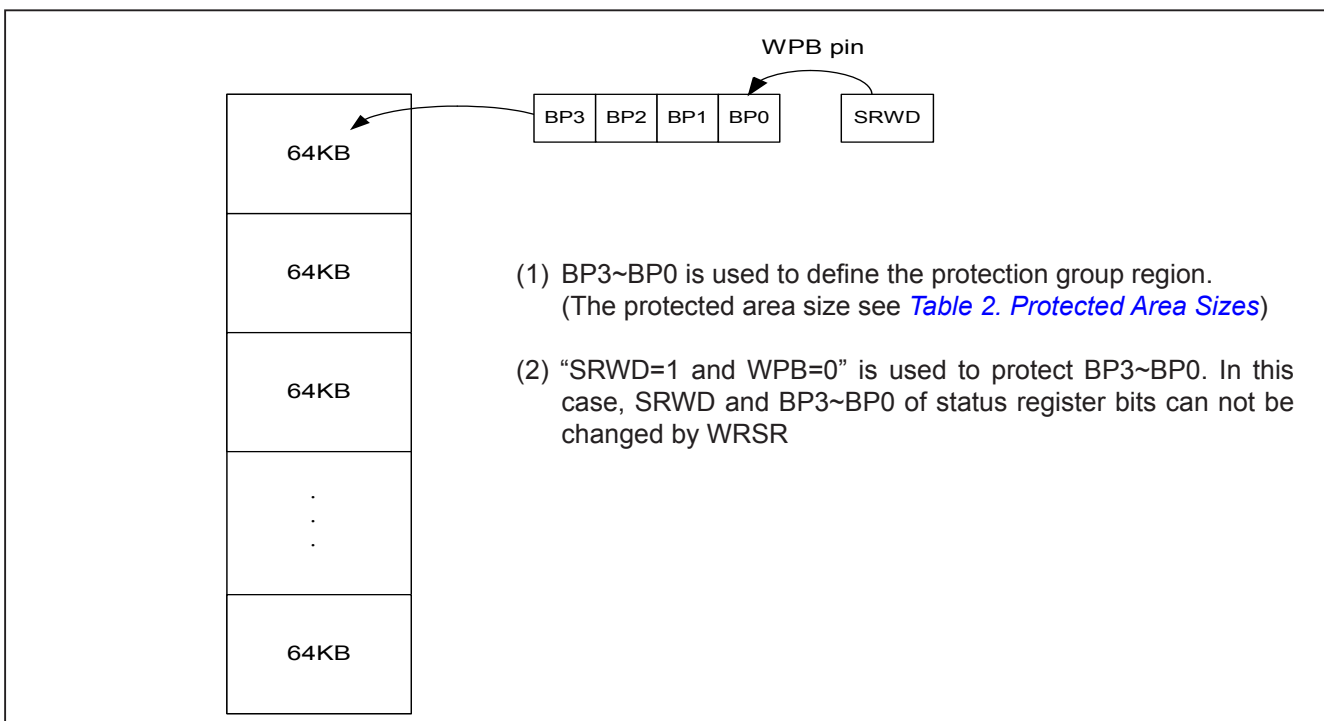 WPB pin
BP3 BP2 BP1 BP0 SRWD
64KB
64KB
(1) BP3~BP0 is used to define the protection group region.
(The protected area size see Table 2. Protected Area Sizes)
64KB
(2) “SRWD=1 and WPB=0” is used to protect BP3~BP0. In this
case, SRWD and BP3~BP0 of status register bits can not be
changed by WRSR
.
.
.
64KB